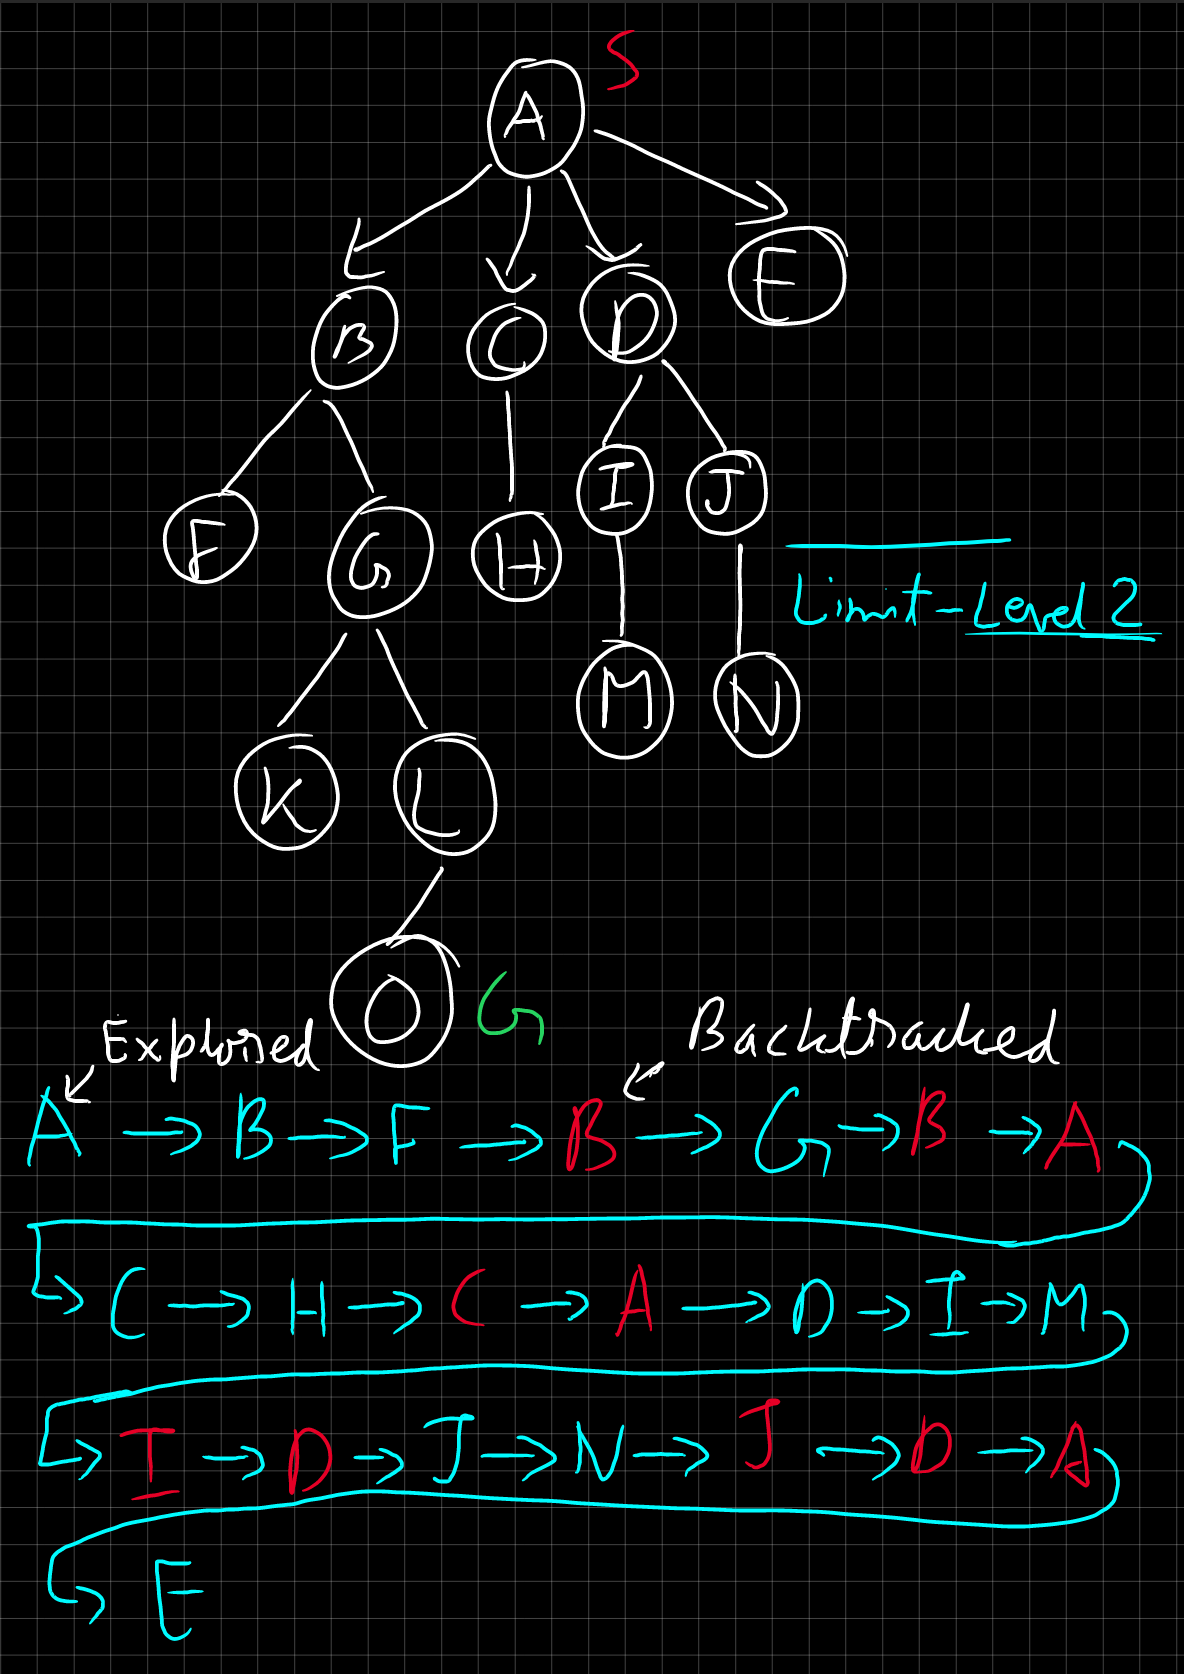 S
A
B C D E
F G H I J
Limit-Level 2
K L M N
O G
Explored Backtracked
A → B → F → B → G → B → A
C → H → C → A → D → I → M
I → D → J → N → J → D → A
E